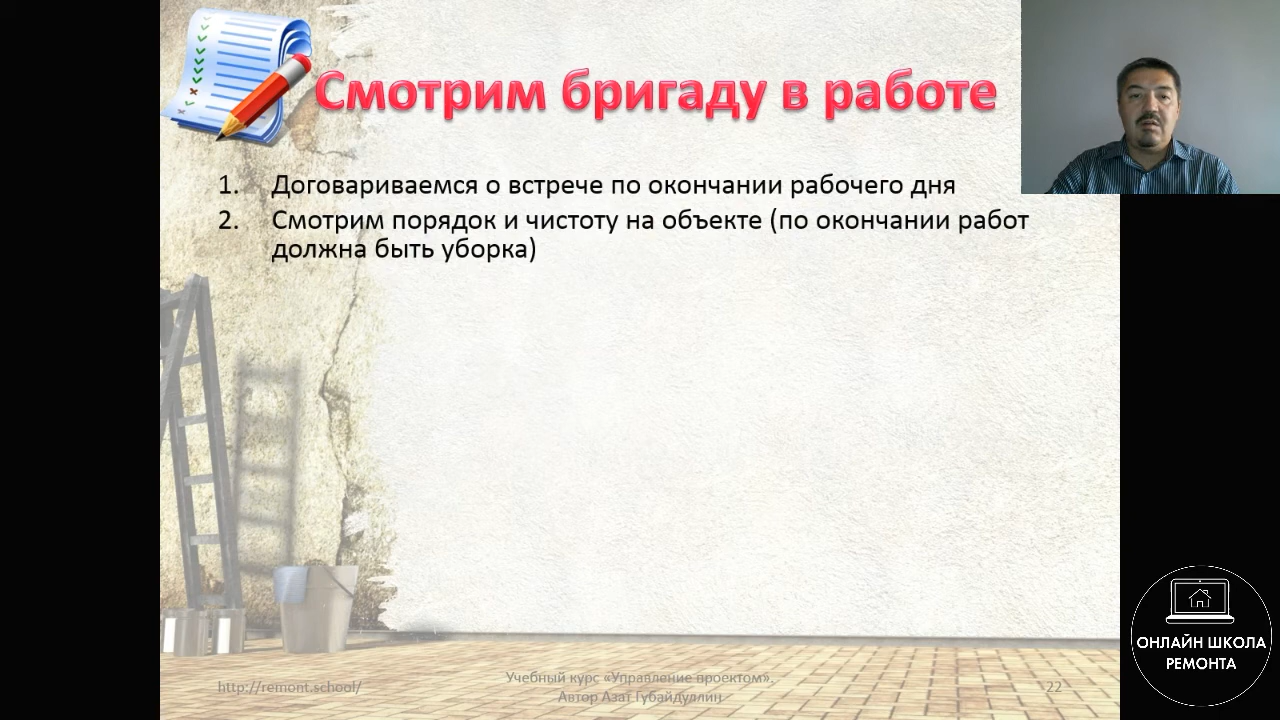 Смотрим бригаду в работе
1. Договариваемся о встрече по окончании рабочего дня
2. Смотрим порядок и чистоту на объекте (по окончании работ
должна быть уборка)
http://remont.school/
Учебный курс «Управление проектом».
Автор Азат Губайдуллин
22
ОНЛАЙН ШКОЛА
РЕМОНТА